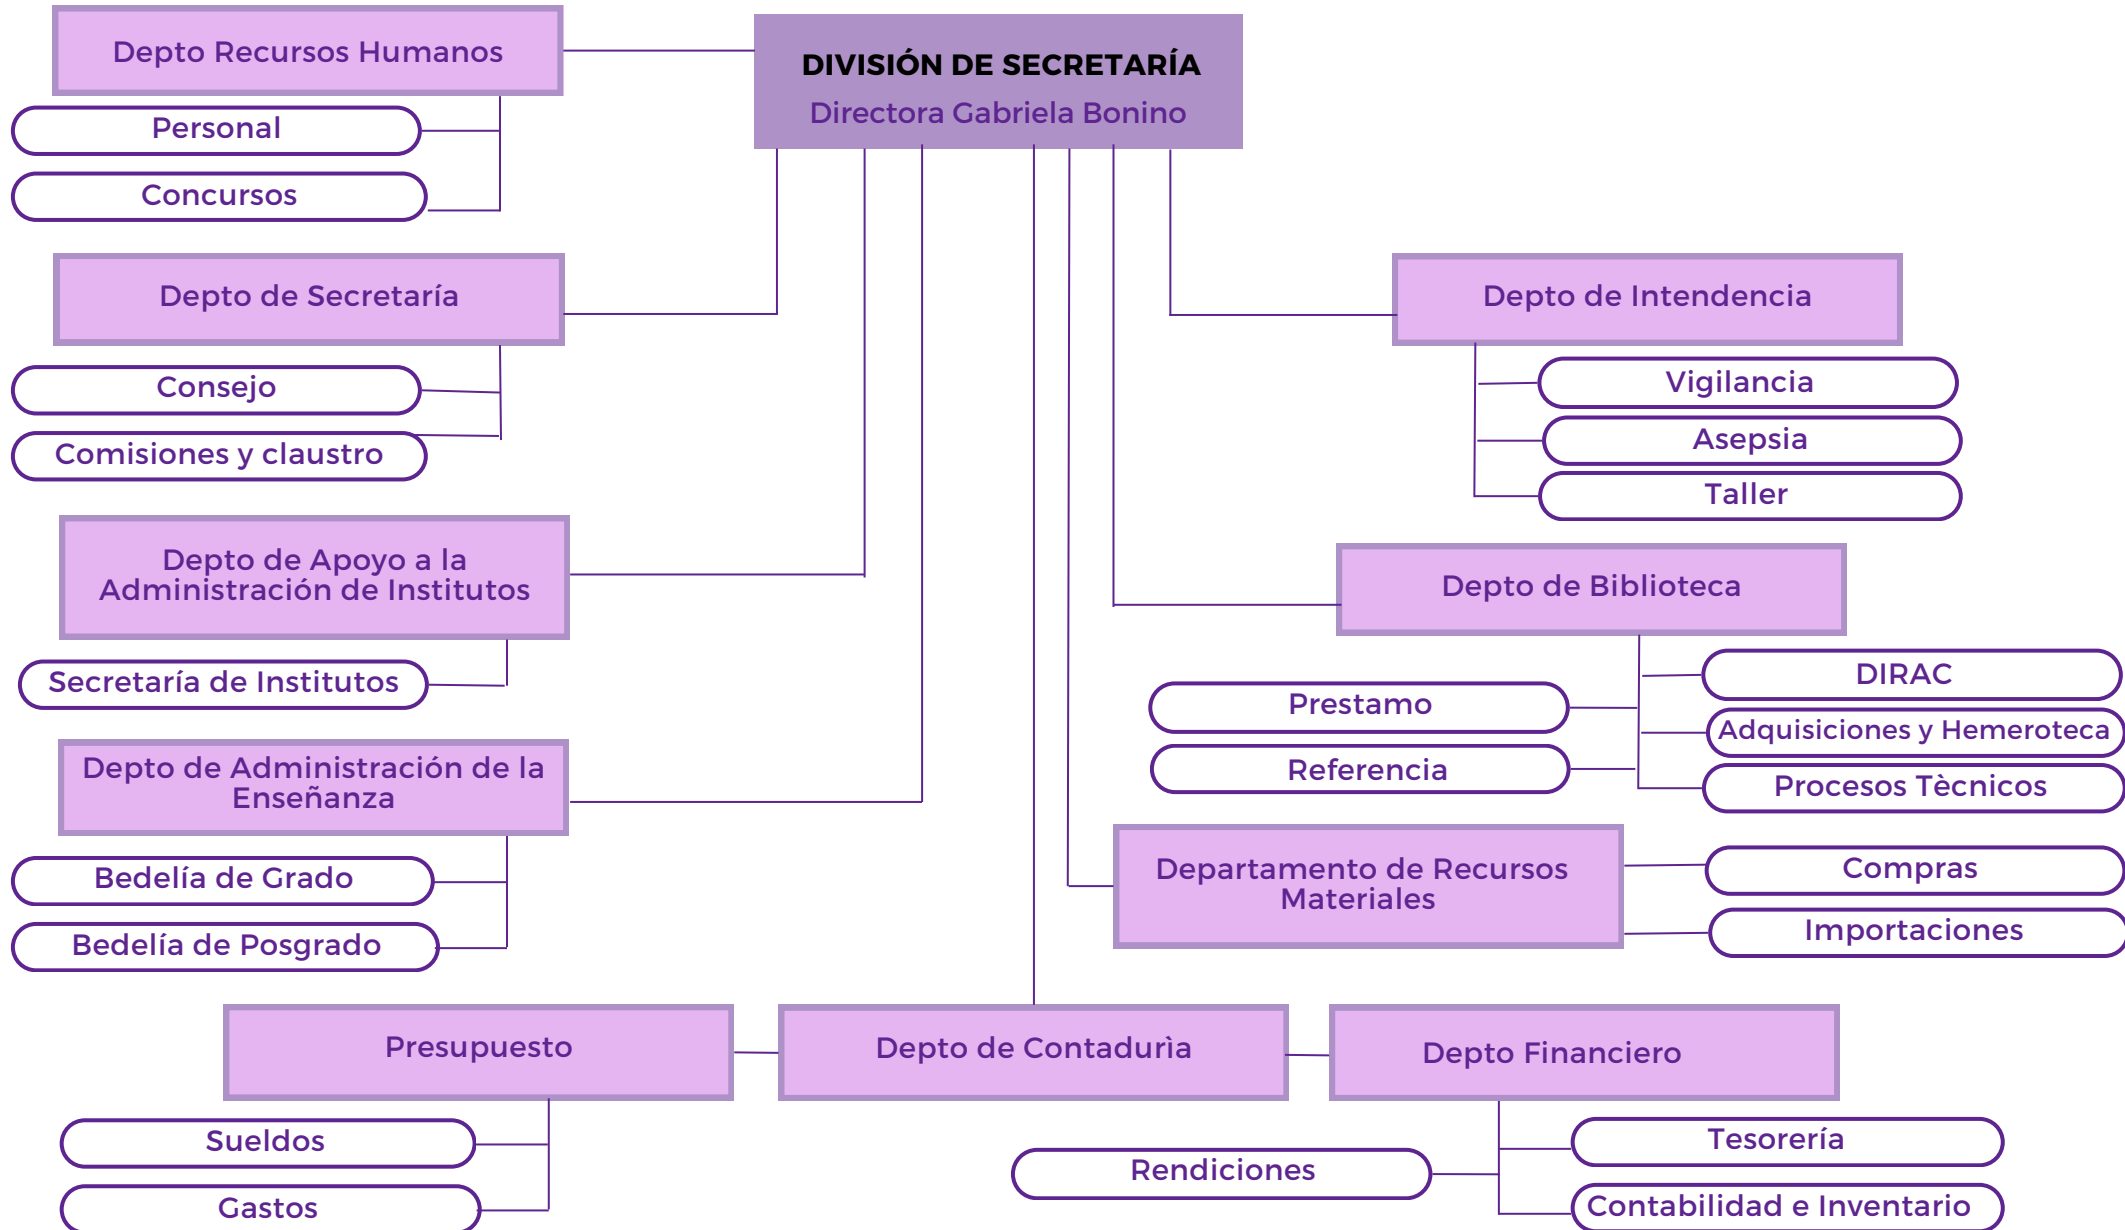 DIVISIÓN DE SECRETARÍA
Directora Gabriela Bonino
Depto Recursos Humanos
Personal
Concursos
Depto de Secretaría
Consejo
Comisiones y claustro
Depto de Apoyo a la
Administración de Institutos
Secretaría de Institutos
Depto de Administración de la
Enseñanza
Bedelía de Grado
Bedelía de Posgrado
Depto de Intendencia
Vigilancia
Asepsia
Taller
Depto de Biblioteca
Prestamo
Referencia
DIRAC
Adquisiciones y Hemeroteca
Procesos Tècnicos
Departamento de Recursos
Materiales
Compras
Importaciones
Presupuesto
Sueldos
Gastos
Depto de Contadurìa
Depto Financiero
Rendiciones
Tesorería
Contabilidad e Inventario